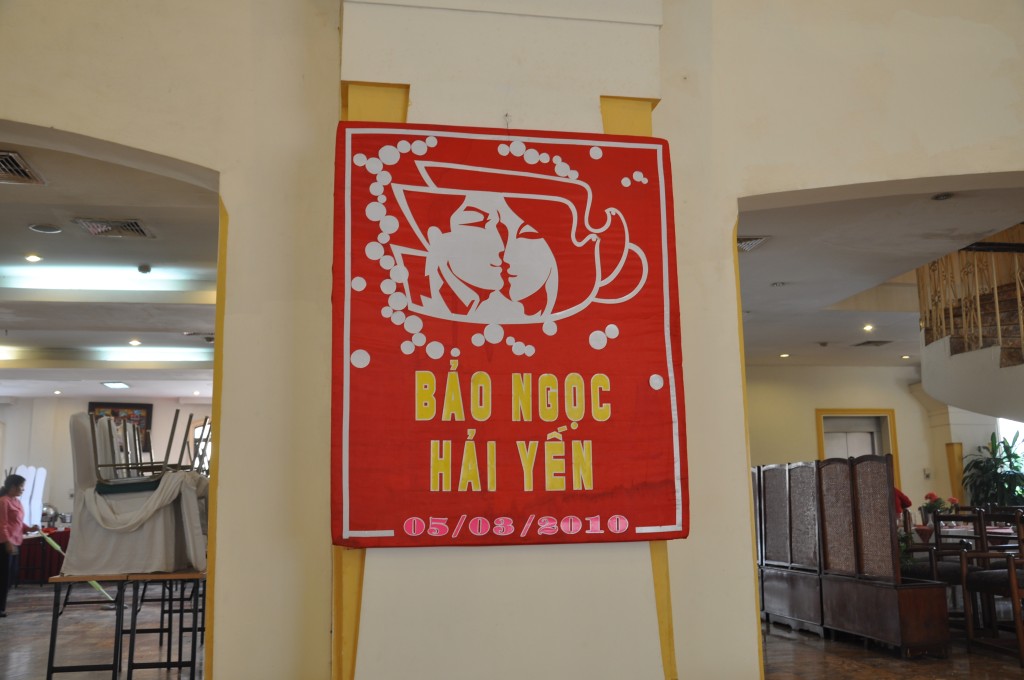 BẢO NGỌC
HẢI YẾN
05/03/2010